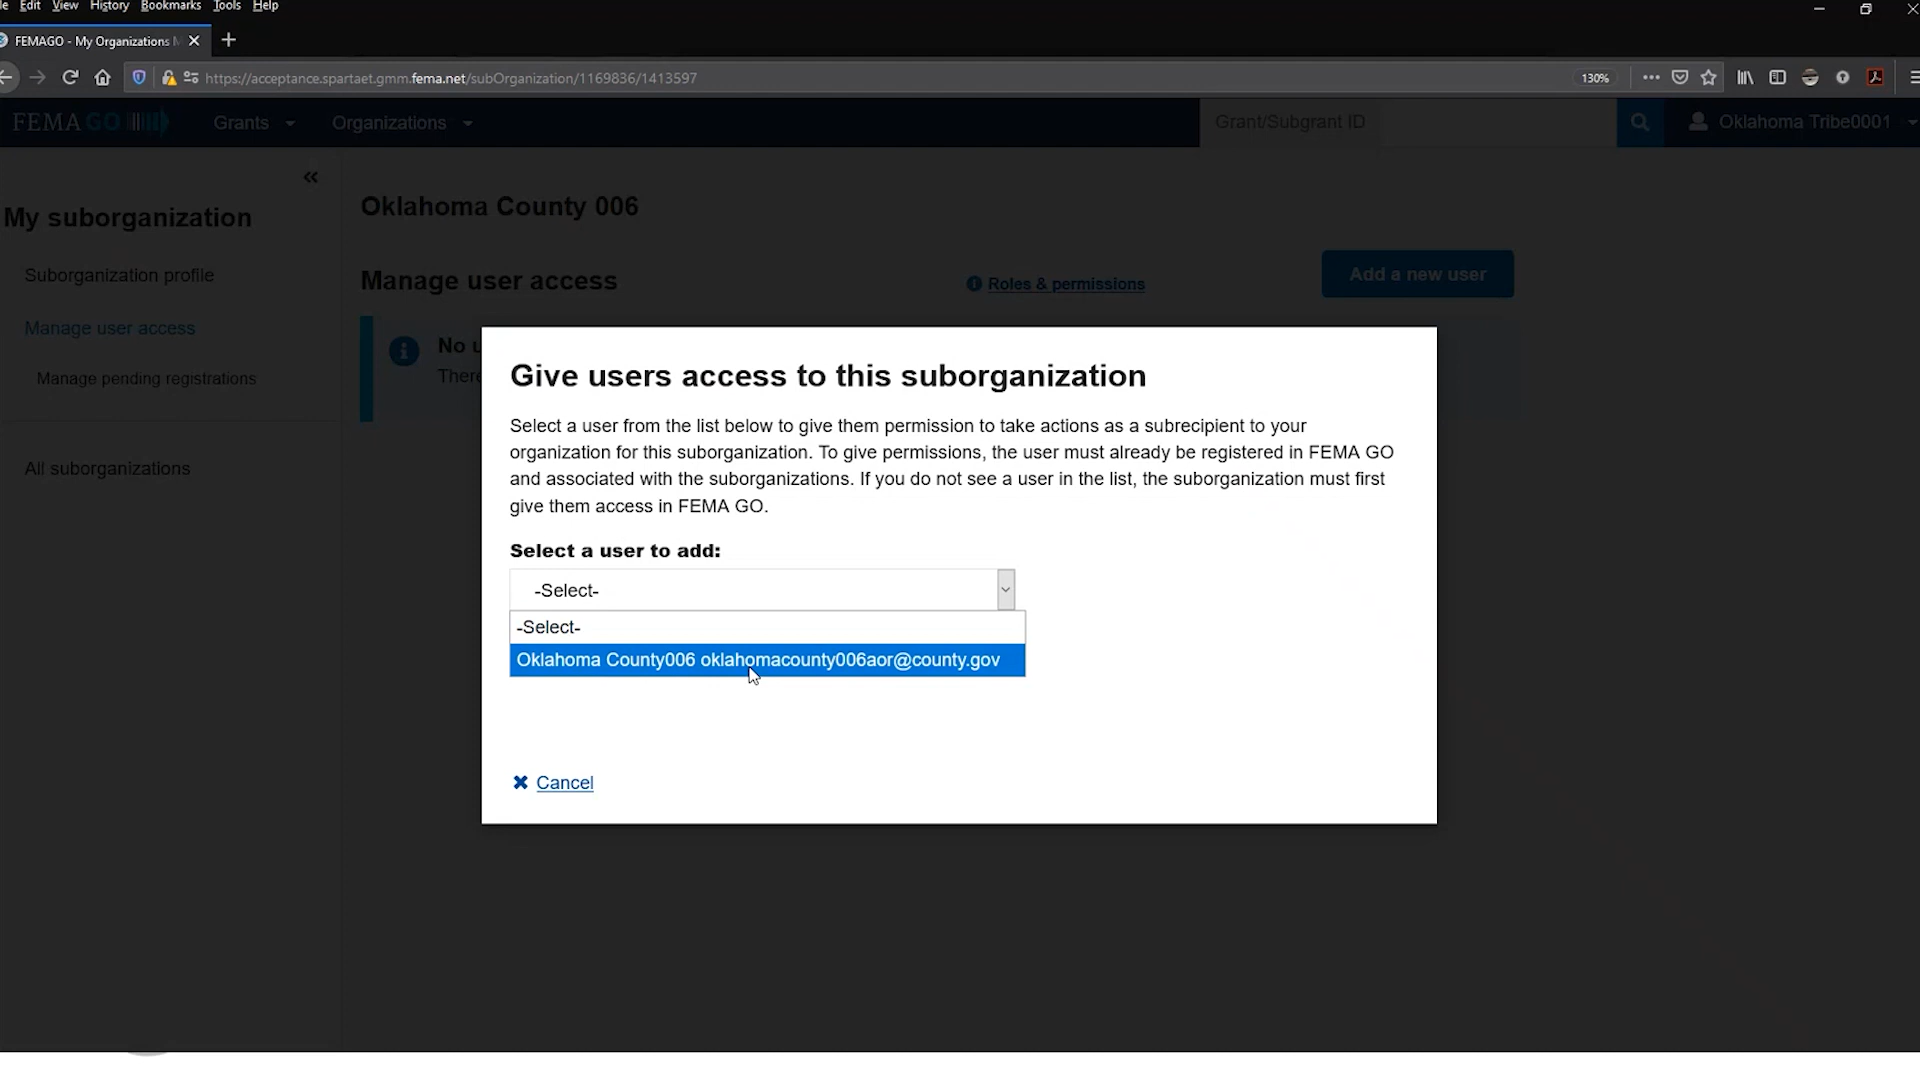 Edit View History Bookmarks Tools Help
FEMAGO - My Organizations
https://acceptance.spartaet.gmm.fema.net/subOrganization/1169836/1413597
130%
FEMA GO Grants Organizations Grant/Subgrant ID Oklahoma Tribe0001
My suborganization
Suborganization profile
Manage user access
Manage pending registrations
All suborganizations
Oklahoma County 006
Manage user access
Roles & permissions
Add a new user
No
Give users access to this suborganization
Select a user from the list below to give them permission to take actions as a subrecipient to your
organization for this suborganization. To give permissions, the user must already be registered in FEMA GO
and associated with the suborganizations. If you do not see a user in the list, the suborganization must first
give them access in FEMA GO.
Select a user to add:
-Select-
-Select-
Oklahoma County006 oklahomacounty006aor@county.gov
Cancel